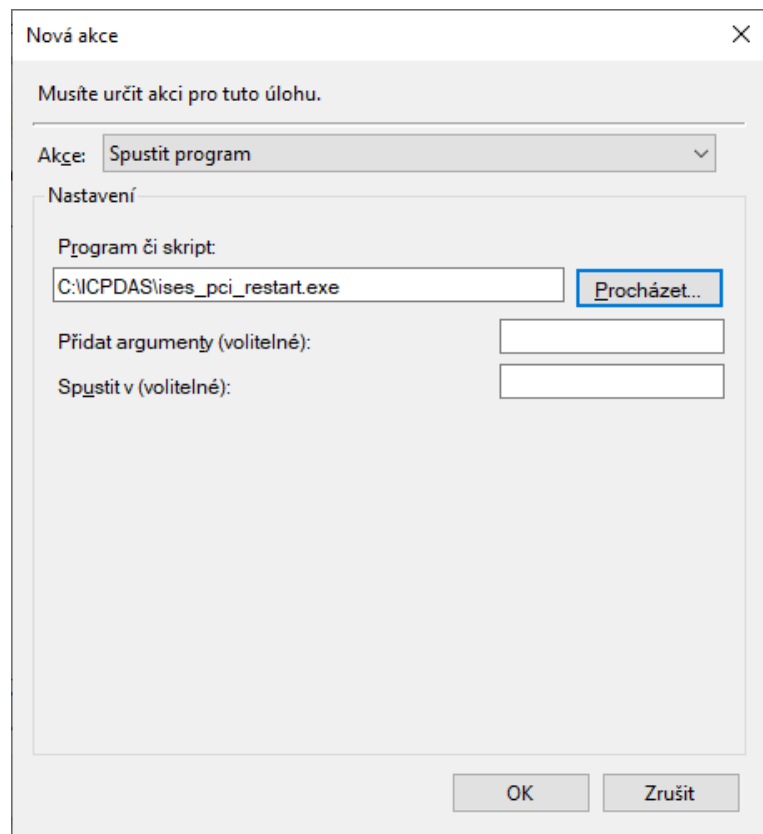 Nová akce
Musíte určit akci pro tuto úlohu.
Akce: Spustit program
Nastavení
Program či skript:
C:\ICPDAS\ises_pci_restart.exe Procházet...
Přidat argumenty (volitelné):
Spustit v (volitelné):
OK Zrušit